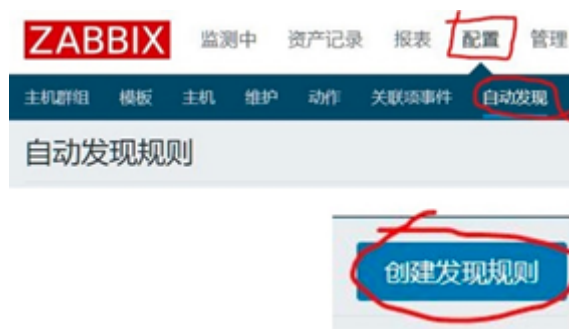 ZABBIX 监测中 资产记录 报表 配置 管理
主机群组 模板 主机 维护 动作 关联项事件 自动发现
自动发现规则
创建发现规则